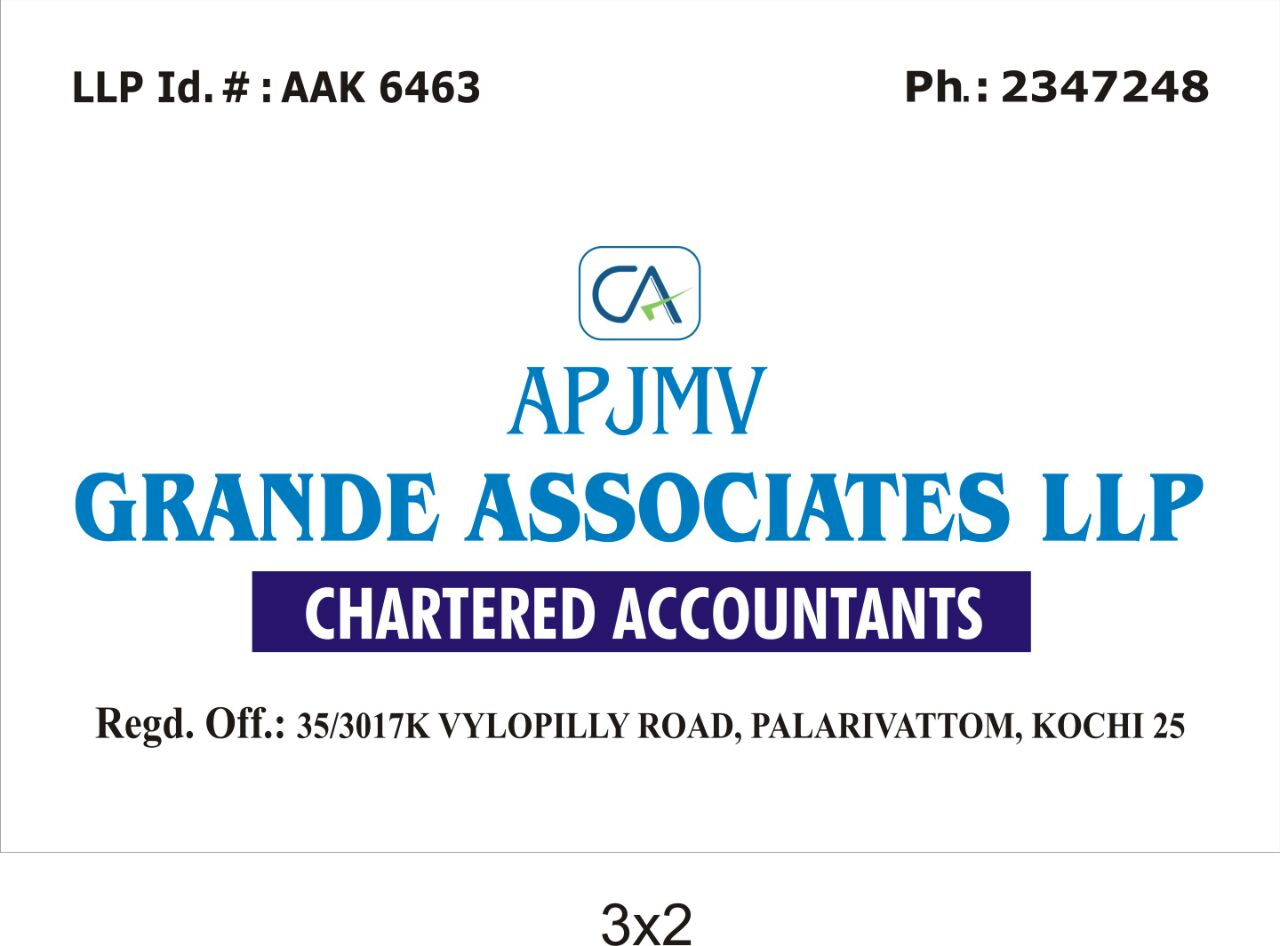 LLP Id. # : AAK 6463
Ph. : 2347248
CA
APJMV
GRANDE ASSOCIATES LLP
CHARTERED ACCOUNTANTS
Regd. Off.: 35/3017K VYLOPILLY ROAD, PALARIVATTOM, KOCHI 25
3x2